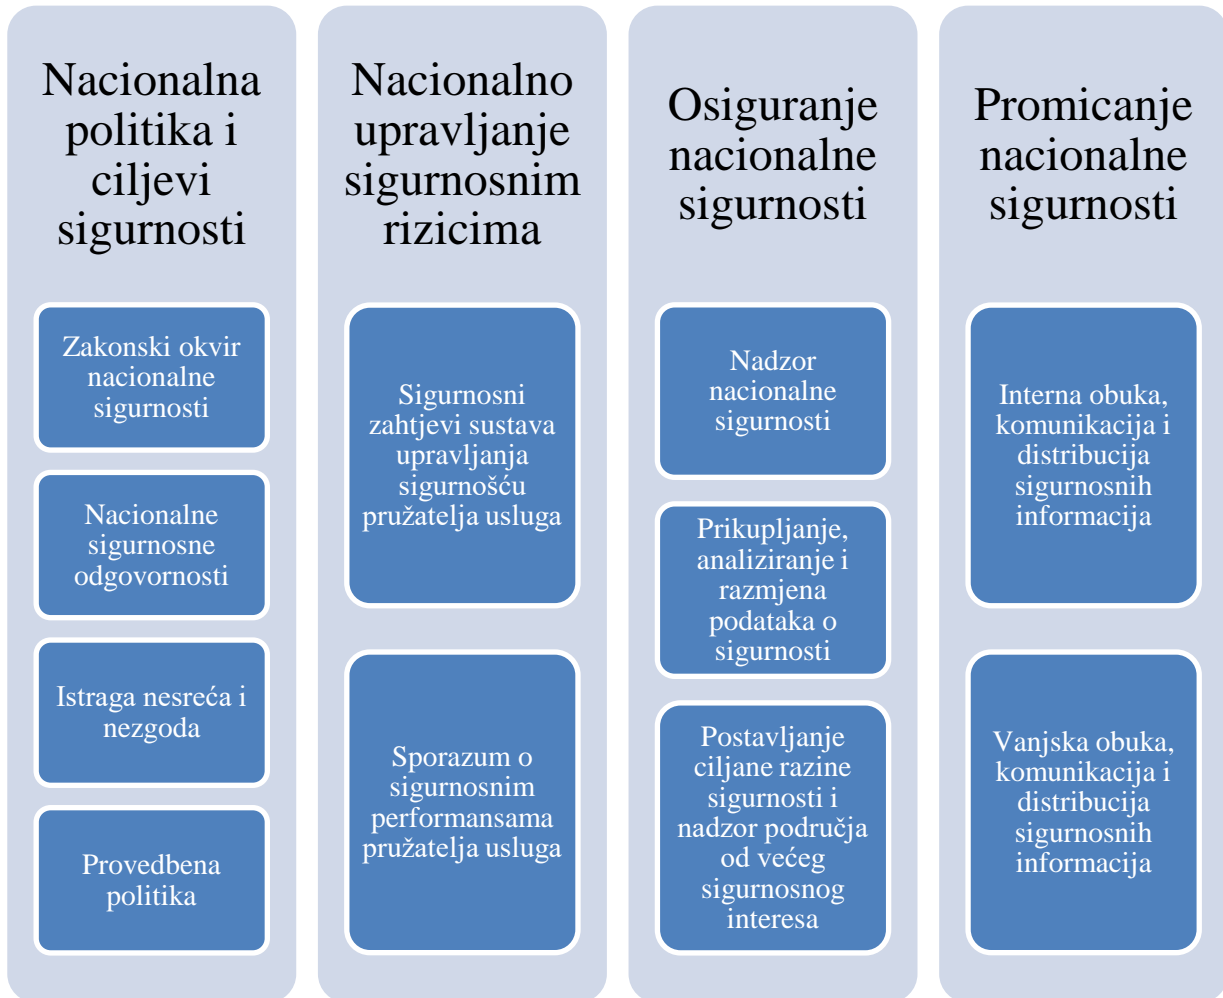 Nacionalna
politika i
ciljevi
sigurnosti
Zakonski okvir
nacionalne
sigurnosti
Nacionalne
sigurnosne
odgovornosti
Istraga nesreća i
nezgoda
Provedbena
politika
Nacionalno
upravljanje
sigurnosnim
rizicima
Sigurnosni
zahtjevi sustava
upravljanja
sigurnošću
pružatelja usluga
Sporazum o
sigurnosnim
performansama
pružatelja usluga
Osiguranje
nacionalne
sigurnosti
Nadzor
nacionalne
sigurnosti
Prikupljanje,
analiziranje i
razmjena
podataka o
sigurnosti
Postavljanje
ciljane razine
sigurnosti i
nadzor područja
od većeg
sigurnosnog
interesa
Promicanje
nacionalne
sigurnosti
Interna obuka,
komunikacija i
distribucija
sigurnosnih
informacija
Vanjska obuka,
komunikacija i
distribucija
sigurnosnih
informacija